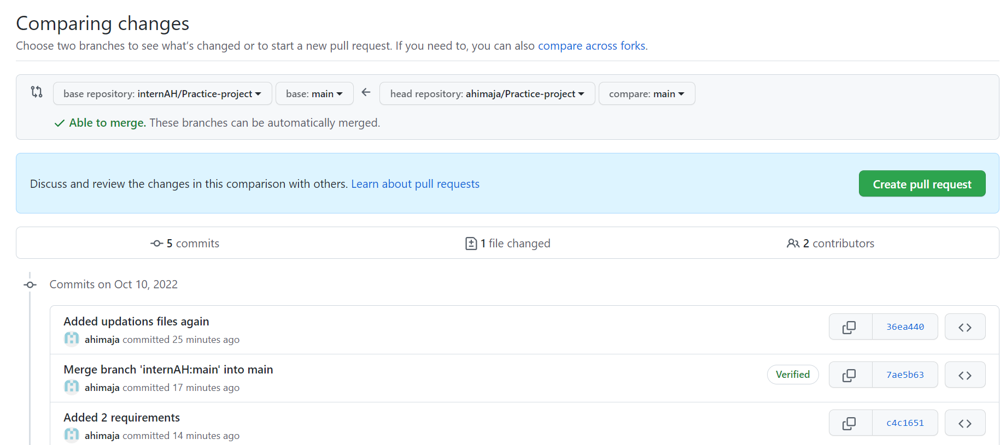 Comparing changes
Choose two branches to see what's changed or to start a new pull request. If you need to, you can also compare across forks.
base repository: internAH/Practice-project base: main head repository: ahimaja/Practice-project compare: main
Able to merge. These branches can be automatically merged.
Discuss and review the changes in this comparison with others. Learn about pull requests Create pull request
5 commits 1 file changed 2 contributors
Commits on Oct 10, 2022
Added updations files again
ahimaja committed 25 minutes ago
36ea440
Merge branch 'internAH:main' into main
ahimaja committed 17 minutes ago
Verified 7ae5b63
Added 2 requirements
ahimaja committed 14 minutes ago
c4c1651